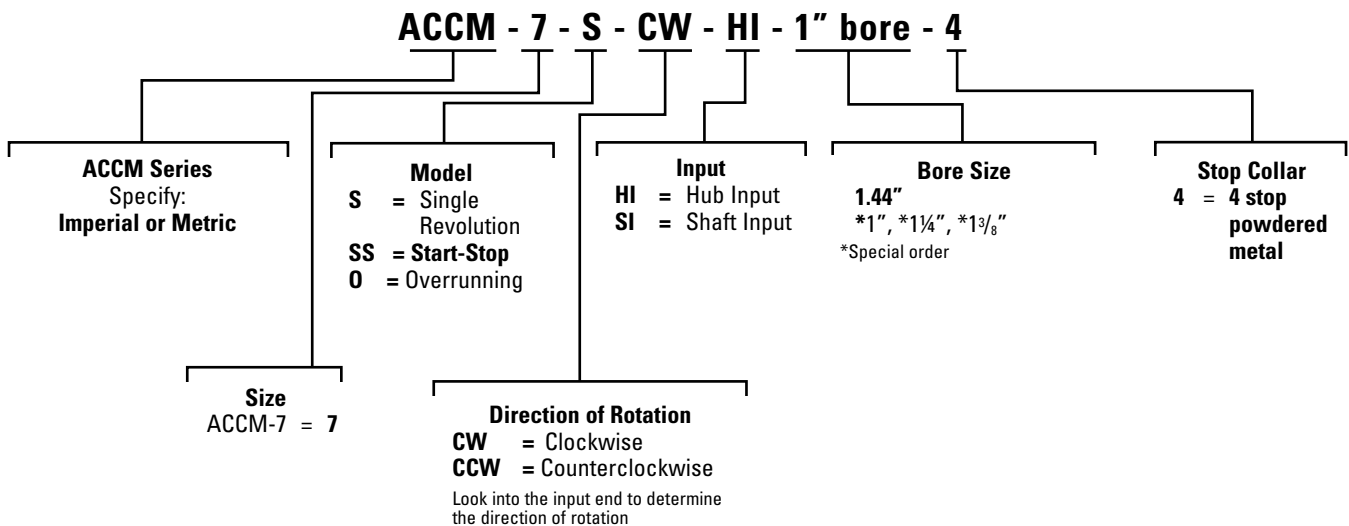 ACCM - 7 - S - CW - HI - 1" bore - 4
ACCM Series
Specify:
Imperial or Metric
Model
S = Single
Revolution
SS = Start-Stop
O = Overrunning
Input
HI = Hub Input
SI = Shaft Input
Bore Size
1.44"
*1", *1¼", *1³/₈"
*Special order
Stop Collar
4 = 4 stop
powdered
metal
Size
ACCM-7 = 7
Direction of Rotation
CW = Clockwise
CCW = Counterclockwise
Look into the input end to determine
the direction of rotation